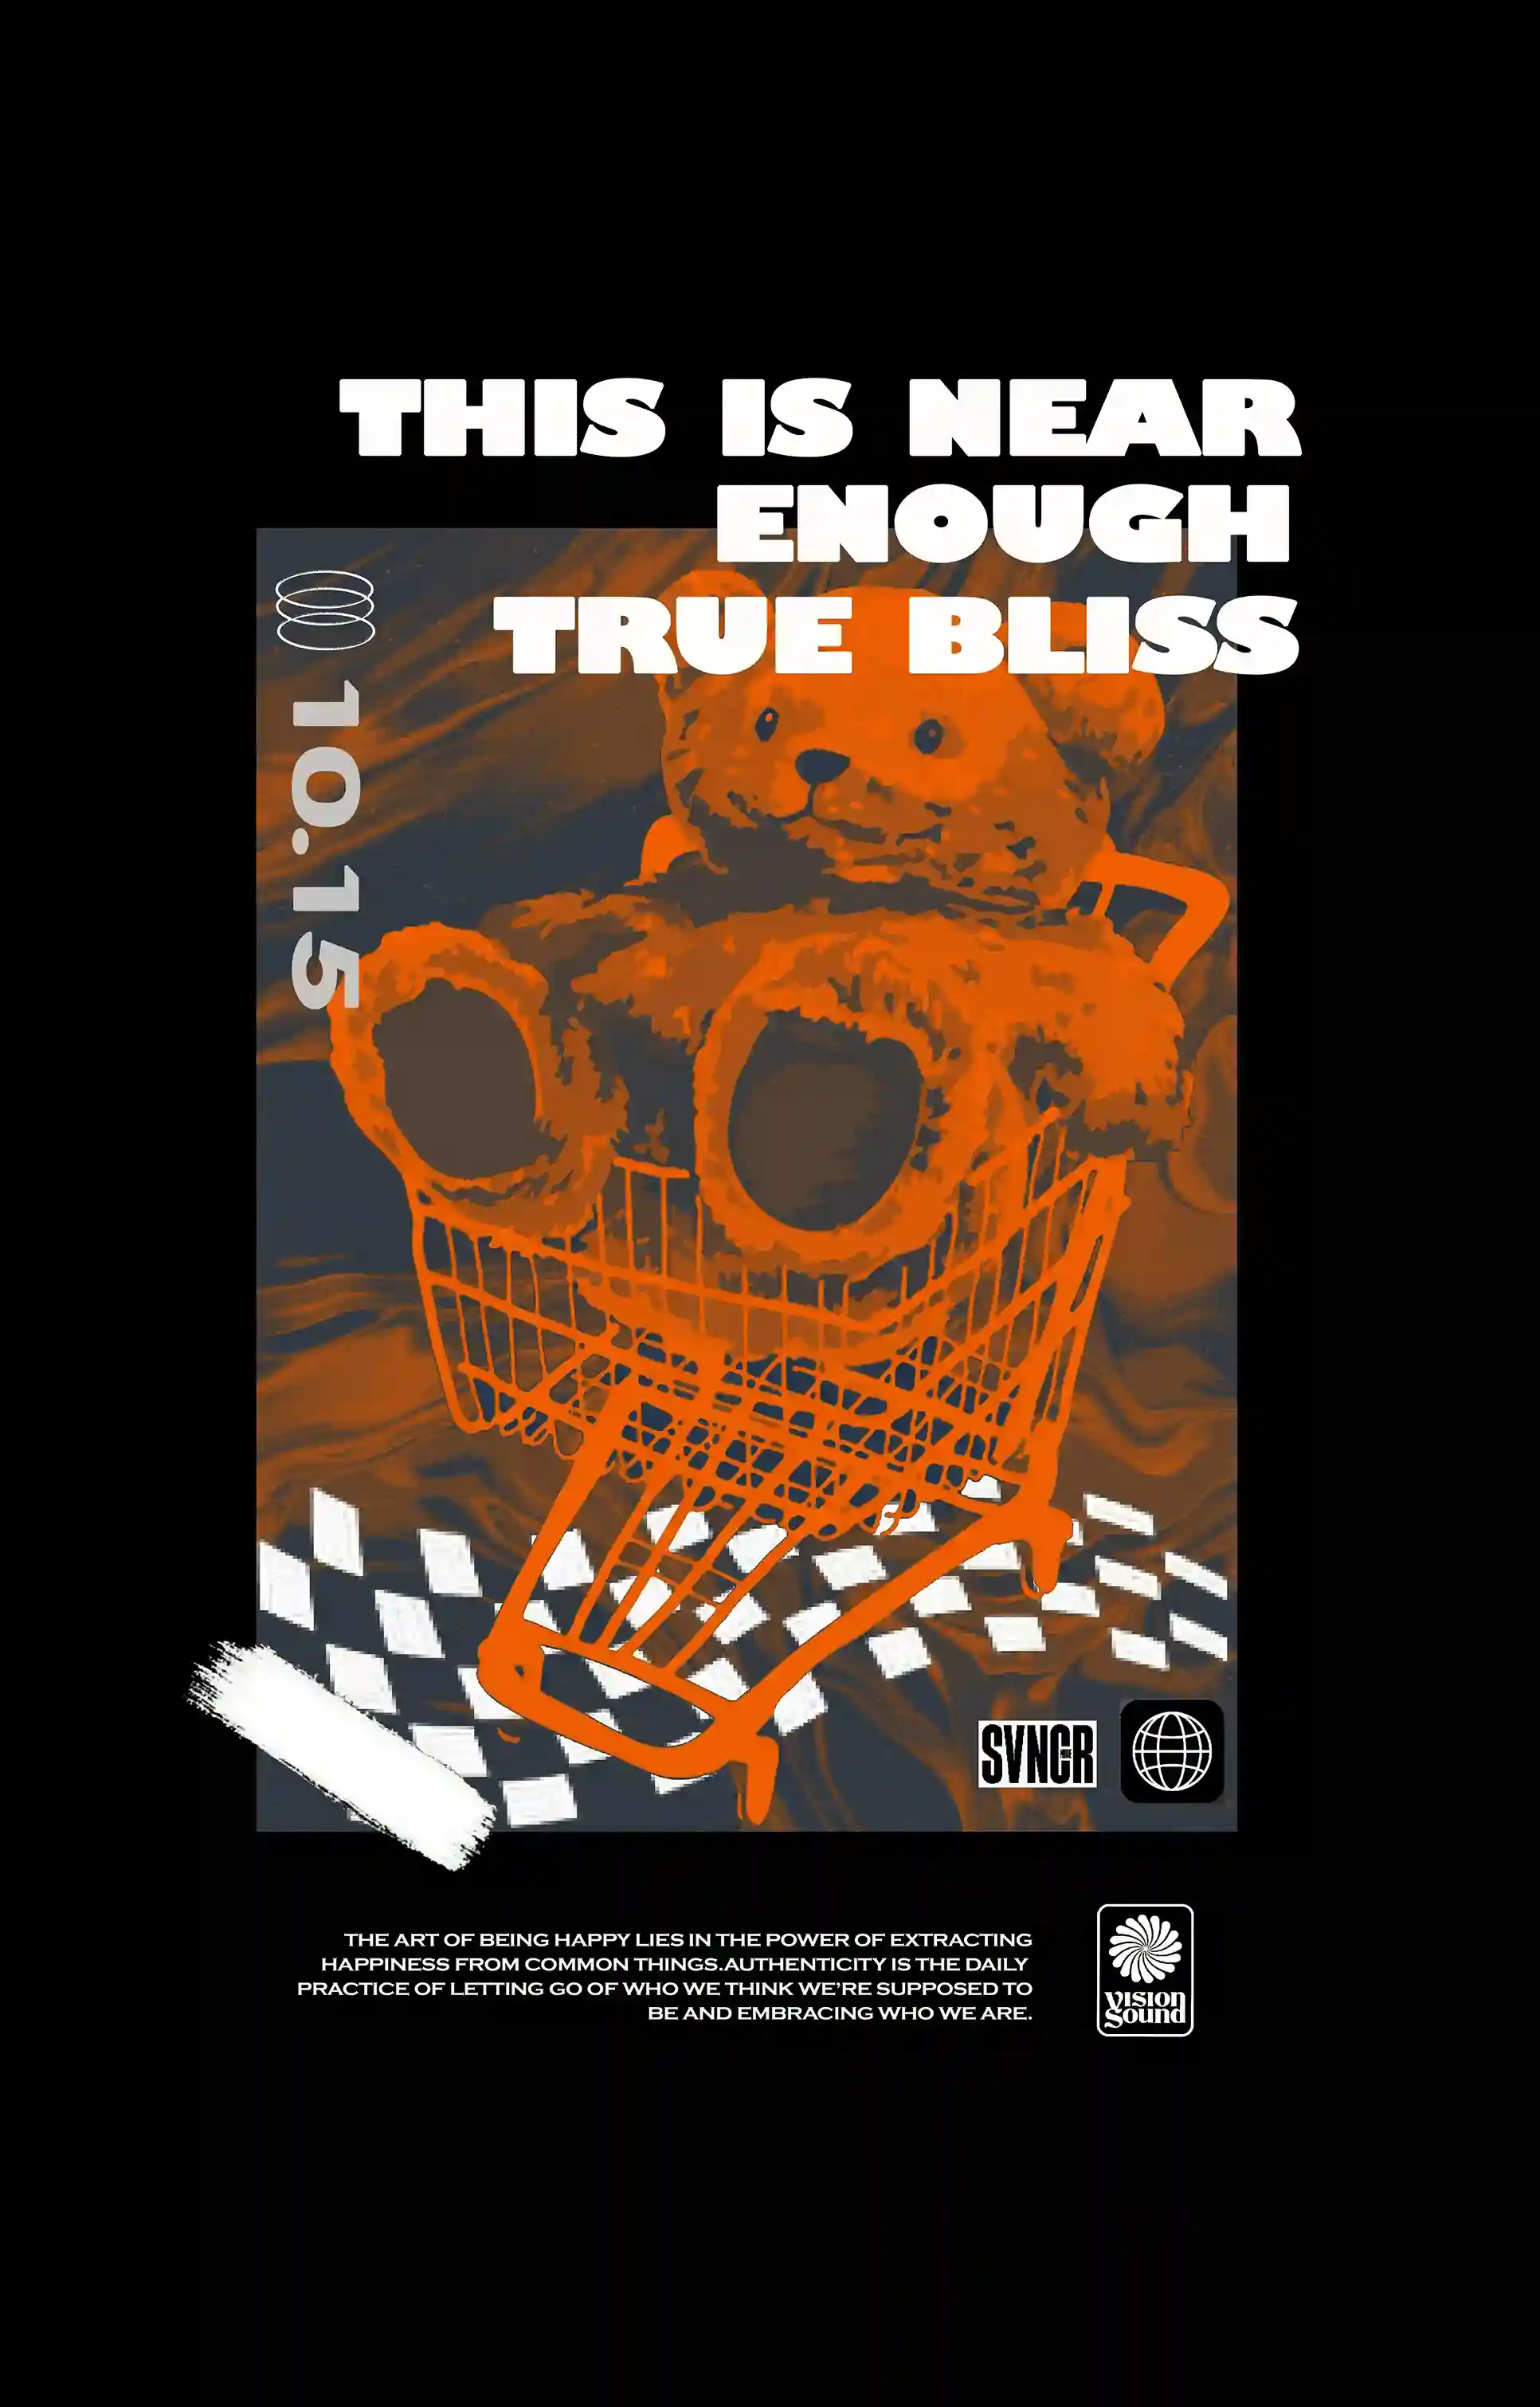 THIS IS NEAR
ENOUGH
TRUE BLISS
10.15
SVNCR
THE ART OF BEING HAPPY LIES IN THE POWER OF EXTRACTING
HAPPINESS FROM COMMON THINGS.AUTHENTICITY IS THE DAILY
PRACTICE OF LETTING GO OF WHO WE THINK WE'RE SUPPOSED TO
BE AND EMBRACING WHO WE ARE.
vision
Sound